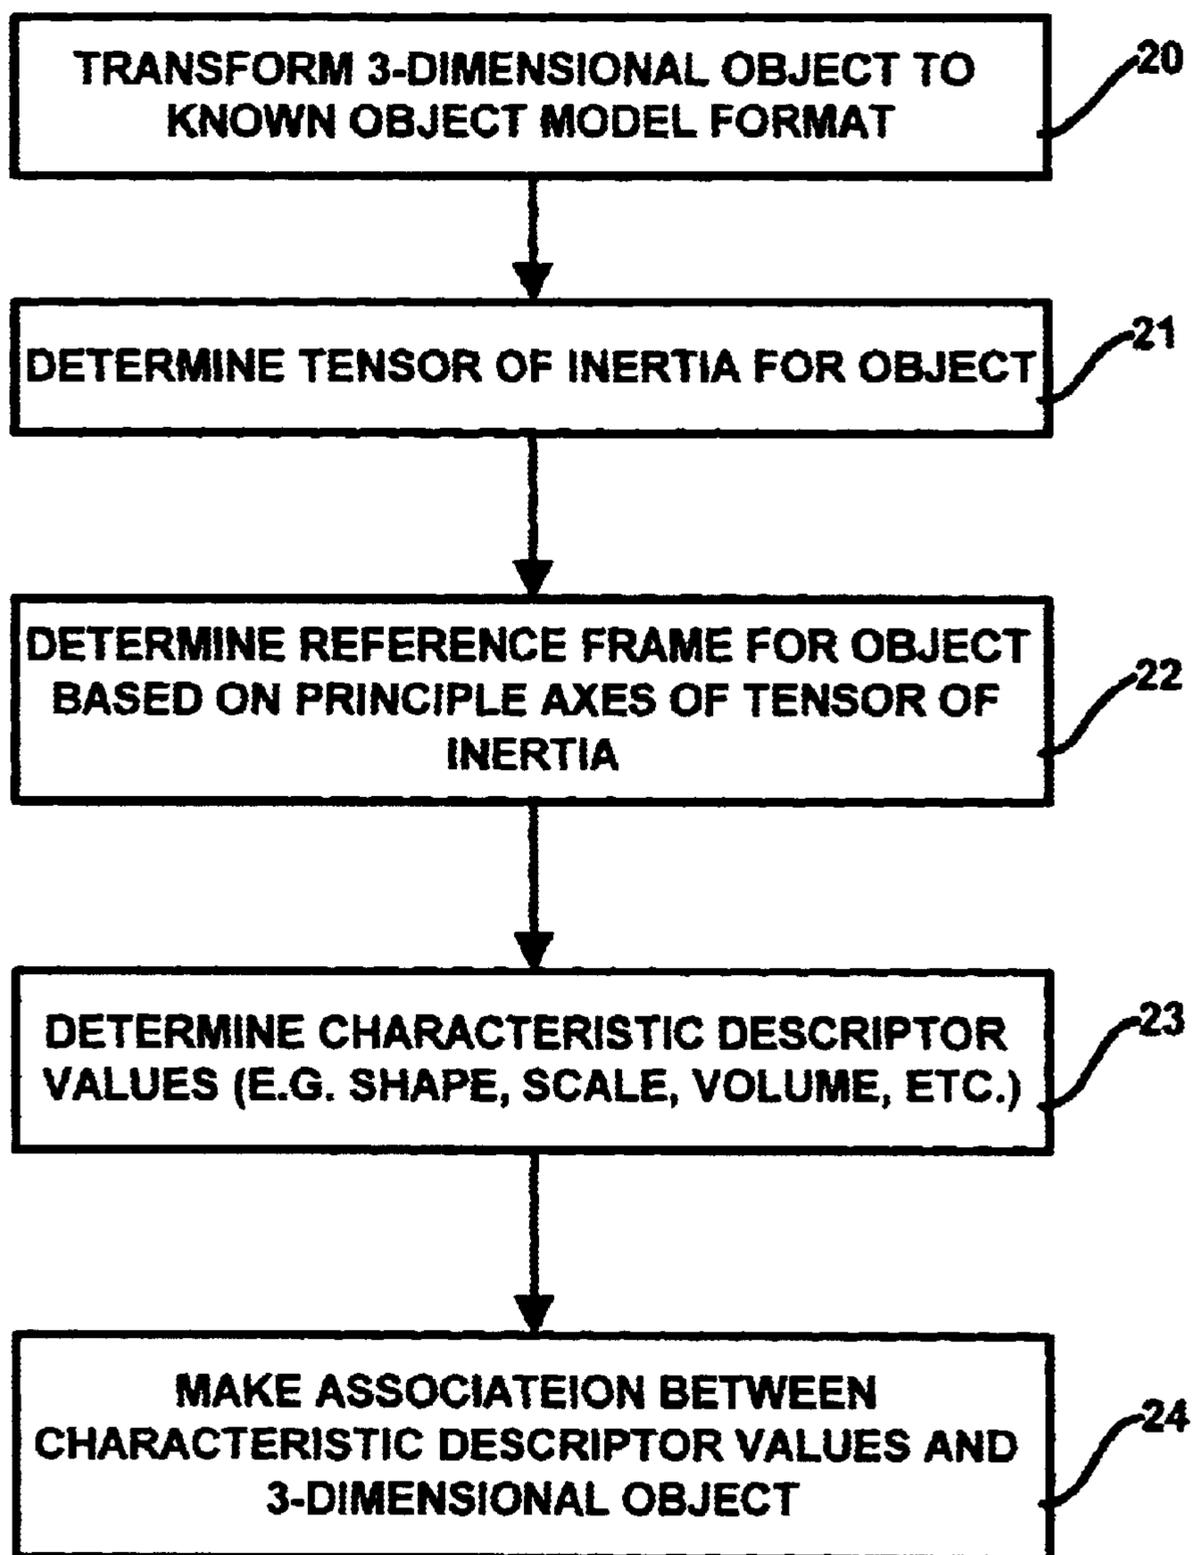 TRANSFORM 3-DIMENSIONAL OBJECT TO
KNOWN OBJECT MODEL FORMAT
20
DETERMINE TENSOR OF INERTIA FOR OBJECT
21
DETERMINE REFERENCE FRAME FOR OBJECT
BASED ON PRINCIPLE AXES OF TENSOR OF
INERTIA
22
DETERMINE CHARACTERISTIC DESCRIPTOR
VALUES (E.G. SHAPE, SCALE, VOLUME, ETC.)
23
MAKE ASSOCIATEION BETWEEN
CHARACTERISTIC DESCRIPTOR VALUES AND
3-DIMENSIONAL OBJECT
24